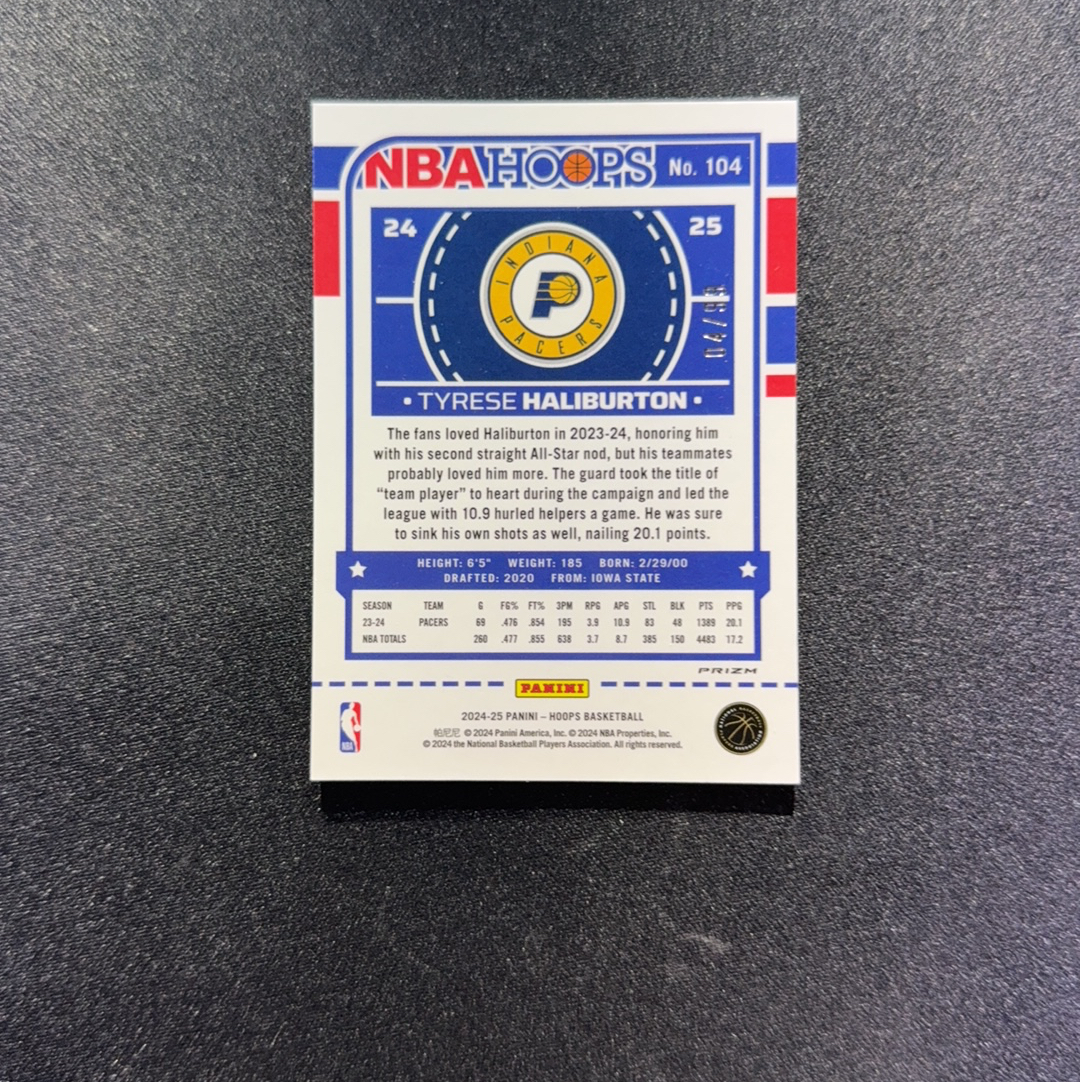 NBA HOOPS No. 104
24 25
INDIANA
PACERS
• TYRESE HALIBURTON •
The fans loved Haliburton in 2023-24, honoring him
with his second straight All-Star nod, but his teammates
probably loved him more. The guard took the title of
“team player” to heart during the campaign and led the
league with 10.9 hurled helpers a game. He was sure
to sink his own shots as well, nailing 20.1 points.
HEIGHT: 6'5" WEIGHT: 185 BORN: 2/29/00
DRAFTED: 2020 FROM: IOWA STATE
SEASON TEAM G FG% FT% 3PM RPG APG STL BLK PTS PPG
23-24 PACERS 69 .476 .854 195 3.9 10.9 83 48 1389 20.1
NBA TOTALS 260 .477 .855 638 3.7 8.7 385 150 4483 17.2
PRIZM
PANINI
2024-25 PANINI – HOOPS BASKETBALL
帕尼尼 © 2024 Panini America, Inc. © 2024 NBA Properties, Inc.
© 2024 the National Basketball Players Association. All rights reserved.
NBA